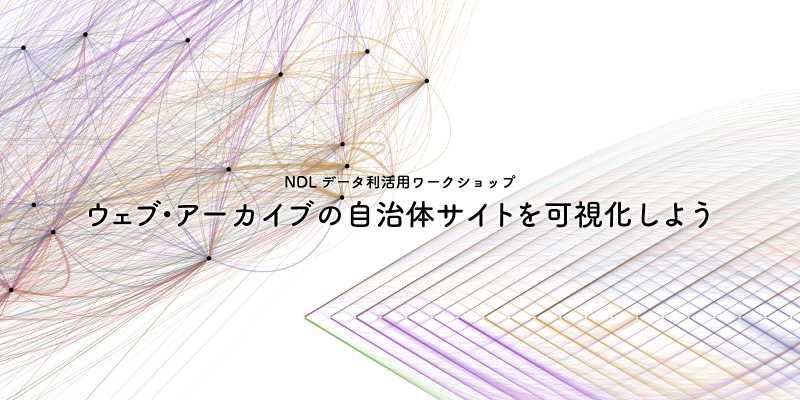 NDL データ利活用ワークショップ
ウェブ・アーカイブの自治体サイトを可視化しよう